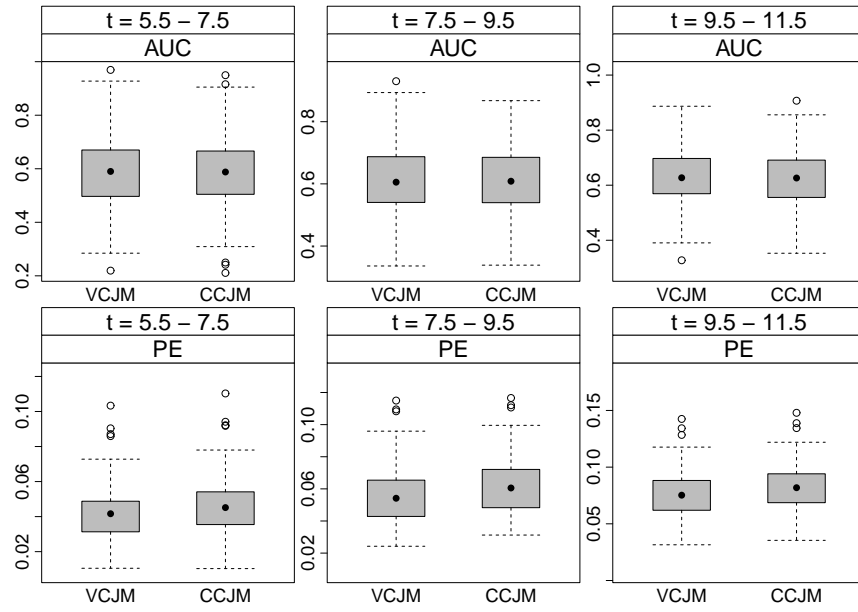 t = 5.5 − 7.5
AUC
0.2 0.4 0.6 0.8
VCJM CCJM
t = 7.5 − 9.5
AUC
0.4 0.6 0.8
VCJM CCJM
t = 9.5 − 11.5
AUC
0.4 0.6 0.8 1.0
VCJM CCJM
t = 5.5 − 7.5
PE
0.02 0.06 0.10
VCJM CCJM
t = 7.5 − 9.5
PE
0.02 0.06 0.10
VCJM CCJM
t = 9.5 − 11.5
PE
0.05 0.10 0.15
VCJM CCJM